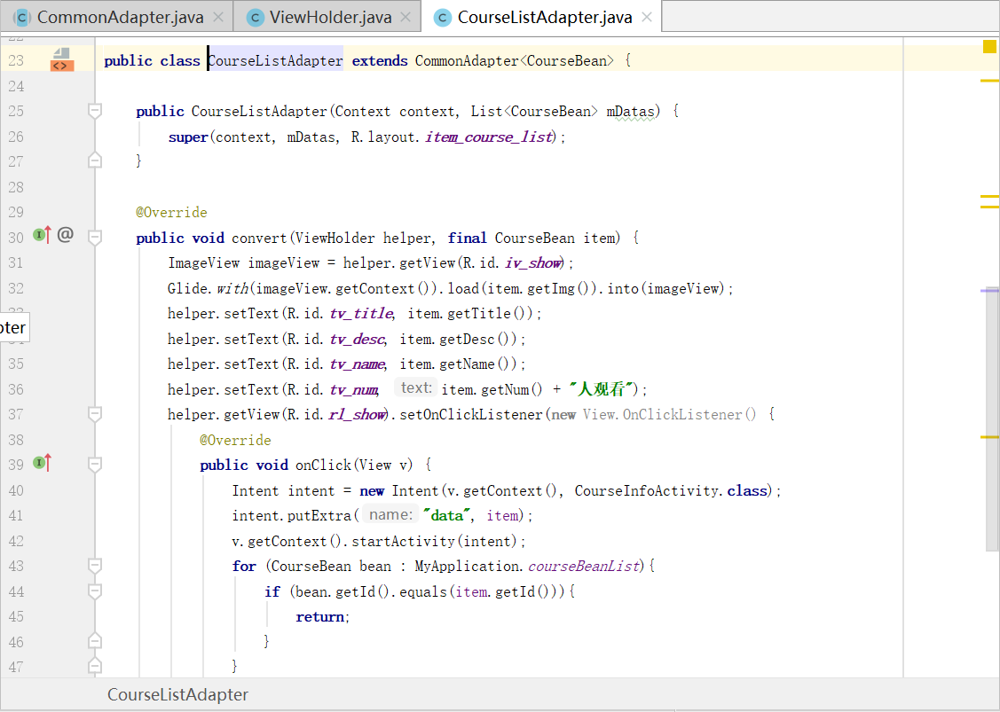 CommonAdapter.java ViewHolder.java CourseListAdapter.java
23 public class CourseListAdapter extends CommonAdapter<CourseBean> {
24
25 public CourseListAdapter(Context context, List<CourseBean> mDatas) {
26 super(context, mDatas, R.layout.item_course_list);
27 }
28
29 @Override
30 public void convert(ViewHolder helper, final CourseBean item) {
31 ImageView imageView = helper.getView(R.id.iv_show);
32 Glide.with(imageView.getContext()).load(item.getImg()).into(imageView);
helper.setText(R.id.tv_title, item.getTitle());
pter
helper.setText(R.id.tv_desc, item.getDesc());
35 helper.setText(R.id.tv_name, item.getName());
36 helper.setText(R.id.tv_num, text: item.getNum() + "人观看");
37 helper.getView(R.id.rl_show).setOnClickListener(new View.OnClickListener() {
38 @Override
39 public void onClick(View v) {
40 Intent intent = new Intent(v.getContext(), CourseInfoActivity.class);
41 intent.putExtra( name: "data", item);
42 v.getContext().startActivity(intent);
43 for (CourseBean bean : MyApplication.courseBeanList){
44 if (bean.getId().equals(item.getId())){
45 return;
46 }
47 }
CourseListAdapter